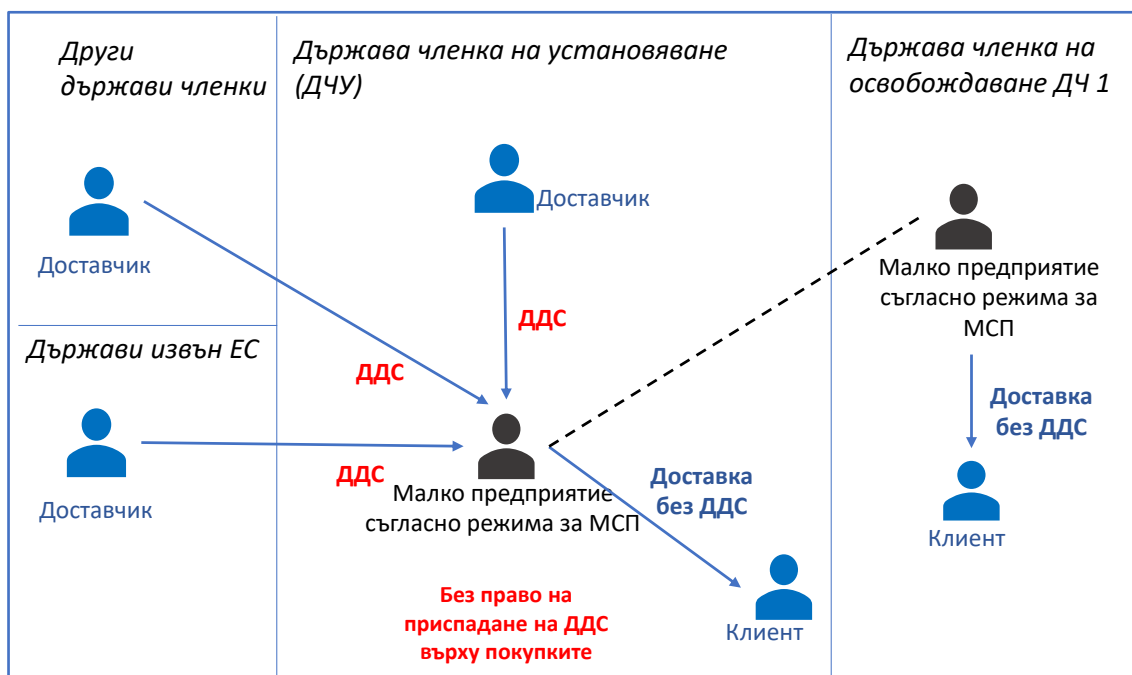 Други
държави членки
Доставчик
Държави извън ЕС
Доставчик
Държава членка на установяване
(ДЧУ)
Доставчик
ДДС
ДДС
ДДС
Малко предприятие
съгласно режима за МСП
Доставка
без ДДС
Без право на
приспадане на ДДС
върху покупките
Клиент
Държава членка на
освобождаване ДЧ 1
Малко предприятие
съгласно режима за
МСП
Доставка
без ДДС
Клиент